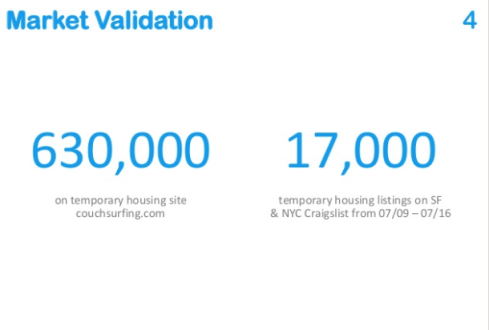 Market Validation
4
630,000
on temporary housing site
couchsurfing.com
17,000
temporary housing listings on SF
& NYC Craigslist from 07/09 – 07/16